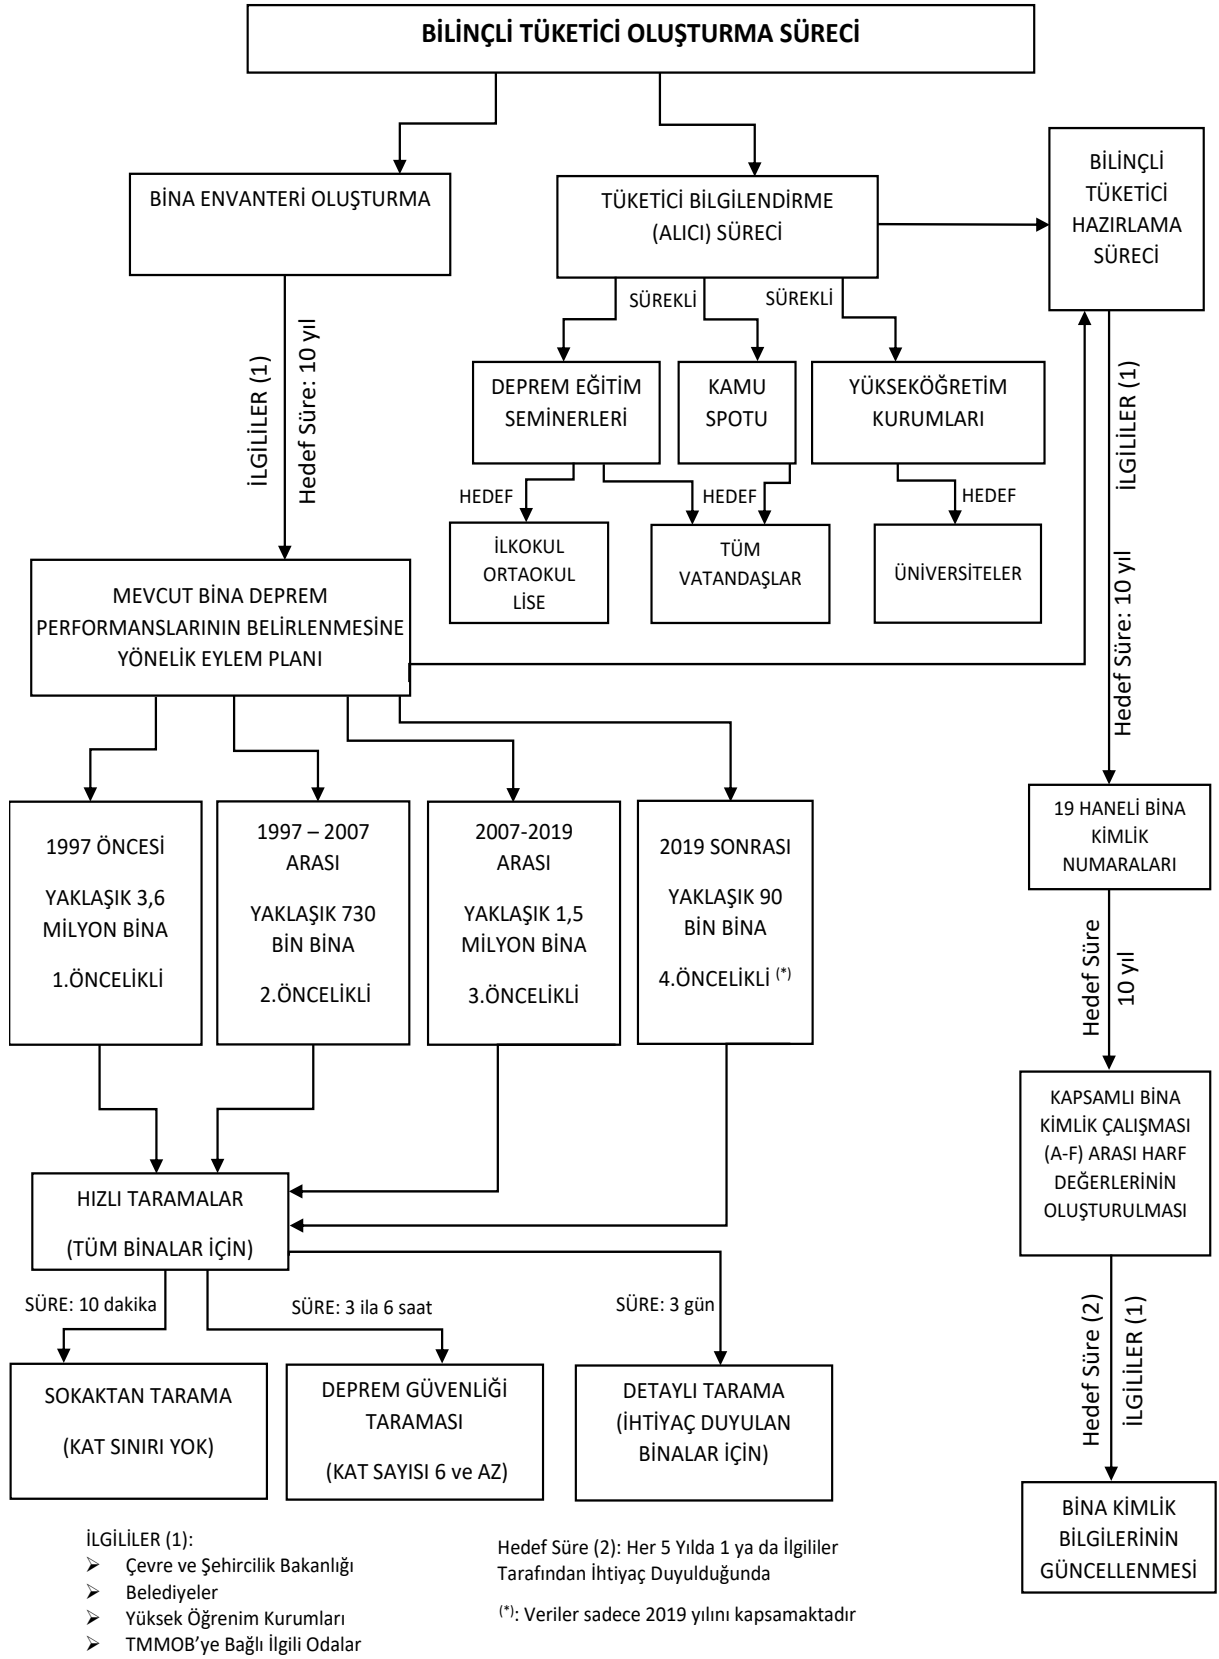 BİLİNÇLİ TÜKETİCİ OLUŞTURMA SÜRECİ
BİNA ENVANTERİ OLUŞTURMA
TÜKETİCİ BİLGİLENDİRME
(ALICI) SÜRECİ
BİLİNÇLİ
TÜKETİCİ
HAZIRLAMA
SÜRECİ
SÜREKLİ
SÜREKLİ
İLGİLİLER (1)
Hedef Süre: 10 yıl
DEPREM EĞİTİM
SEMİNERLERİ
KAMU
SPOTU
YÜKSEKÖĞRETİM
KURUMLARI
İLGİLİLER (1)
Hedef Süre: 10 yıl
HEDEF
HEDEF
HEDEF
İLKOKUL
ORTAOKUL
LİSE
TÜM
VATANDAŞLAR
ÜNİVERSİTELER
MEVCUT BİNA DEPREM
PERFORMANSLARININ BELİRLENMESİNE
YÖNELİK EYLEM PLANI
1997 ÖNCESİ
YAKLAŞIK 3,6
MİLYON BİNA
1.ÖNCELİKLİ
1997 – 2007
ARASI
YAKLAŞIK 730
BİN BİNA
2.ÖNCELİKLİ
2007-2019
ARASI
YAKLAŞIK 1,5
MİLYON BİNA
3.ÖNCELİKLİ
2019 SONRASI
YAKLAŞIK 90
BİN BİNA
4.ÖNCELİKLİ (*)
19 HANELİ BİNA
KİMLİK
NUMARALARI
Hedef Süre
10 yıl
KAPSAMLI BİNA
KİMLİK ÇALIŞMASI
(A-F) ARASI HARF
DEĞERLERİNİN
OLUŞTURULMASI
HIZLI TARAMALAR
(TÜM BİNALAR İÇİN)
SÜRE: 10 dakika
SÜRE: 3 ila 6 saat
SÜRE: 3 gün
Hedef Süre (2)
İLGİLİLER (1)
SOKAKTAN TARAMA
(KAT SINIRI YOK)
DEPREM GÜVENLİĞİ
TARAMASI
(KAT SAYISI 6 ve AZ)
DETAYLI TARAMA
(İHTİYAÇ DUYULAN
BİNALAR İÇİN)
BİNA KİMLİK
BİLGİLERİNİN
GÜNCELLENMESİ
İLGİLİLER (1):
➢ Çevre ve Şehircilik Bakanlığı
➢ Belediyeler
➢ Yüksek Öğrenim Kurumları
➢ TMMOB’ye Bağlı İlgili Odalar
Hedef Süre (2): Her 5 Yılda 1 ya da İlgililer
Tarafından İhtiyaç Duyulduğunda
(*): Veriler sadece 2019 yılını kapsamaktadır